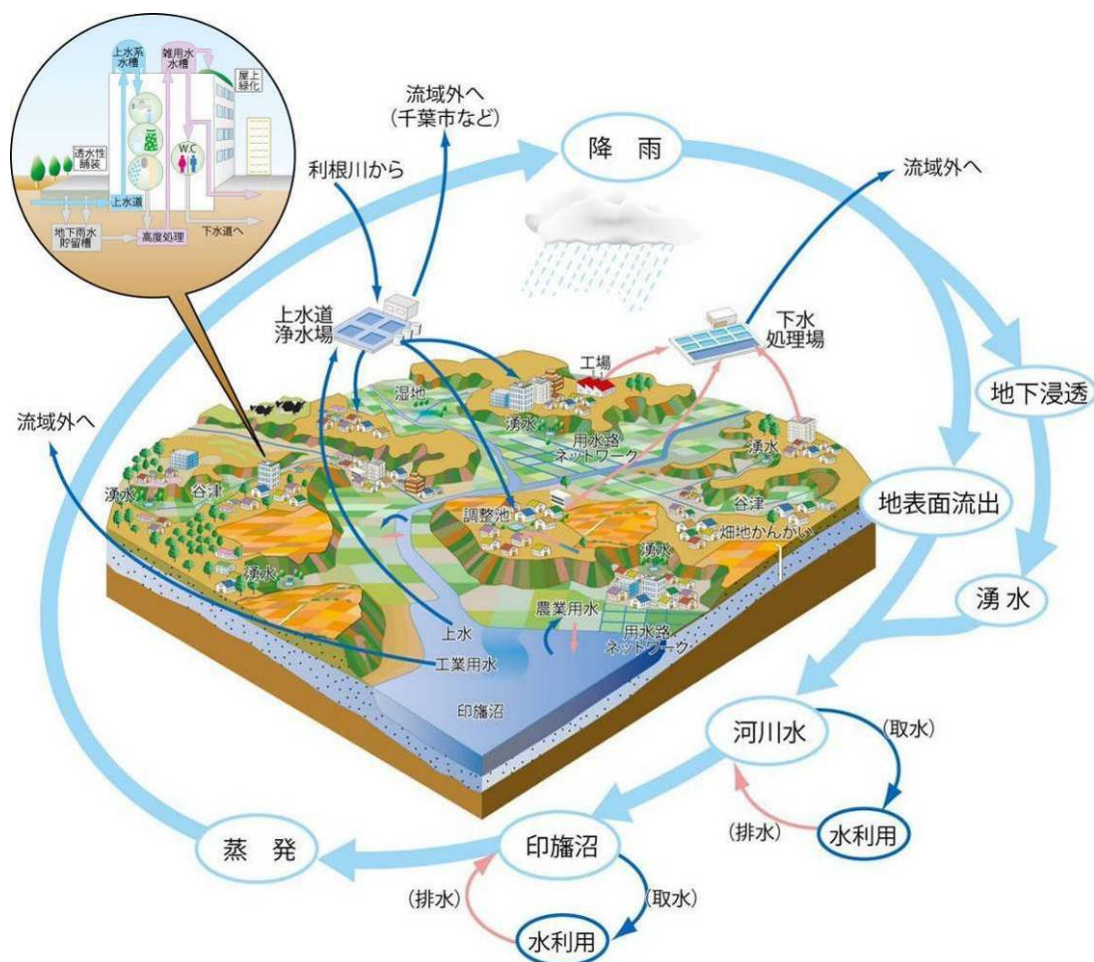 上水系
水槽
雑用水
水槽
屋上
緑化
透水性
舗装
W.C
上水道
地下雨水
貯留槽
高度処理
下水道へ
流域外へ
(千葉市など)
利根川から
降雨
流域外へ
上水道
浄水場
下水
処理場
工場
地下浸透
湿地
流域外へ
湧水
用水路
ネットワーク
湧水
湧水
谷津
調整池
谷津
地表面流出
畑地かんがい
湧水
湧水
農業用水
湧水
上水
用水路
ネットワーク
工業用水
印旛沼
河川水
(取水)
(排水)
水利用
蒸発
印旛沼
(排水)
(取水)
水利用